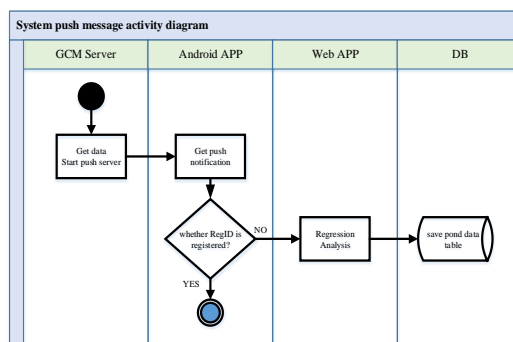 System push message activity diagram
GCM Server
Android APP
Web APP
DB
Get data
Start push server
Get push
notification
whether RegID is
registered?
NO
Regression
Analysis
save pond data
table
YES